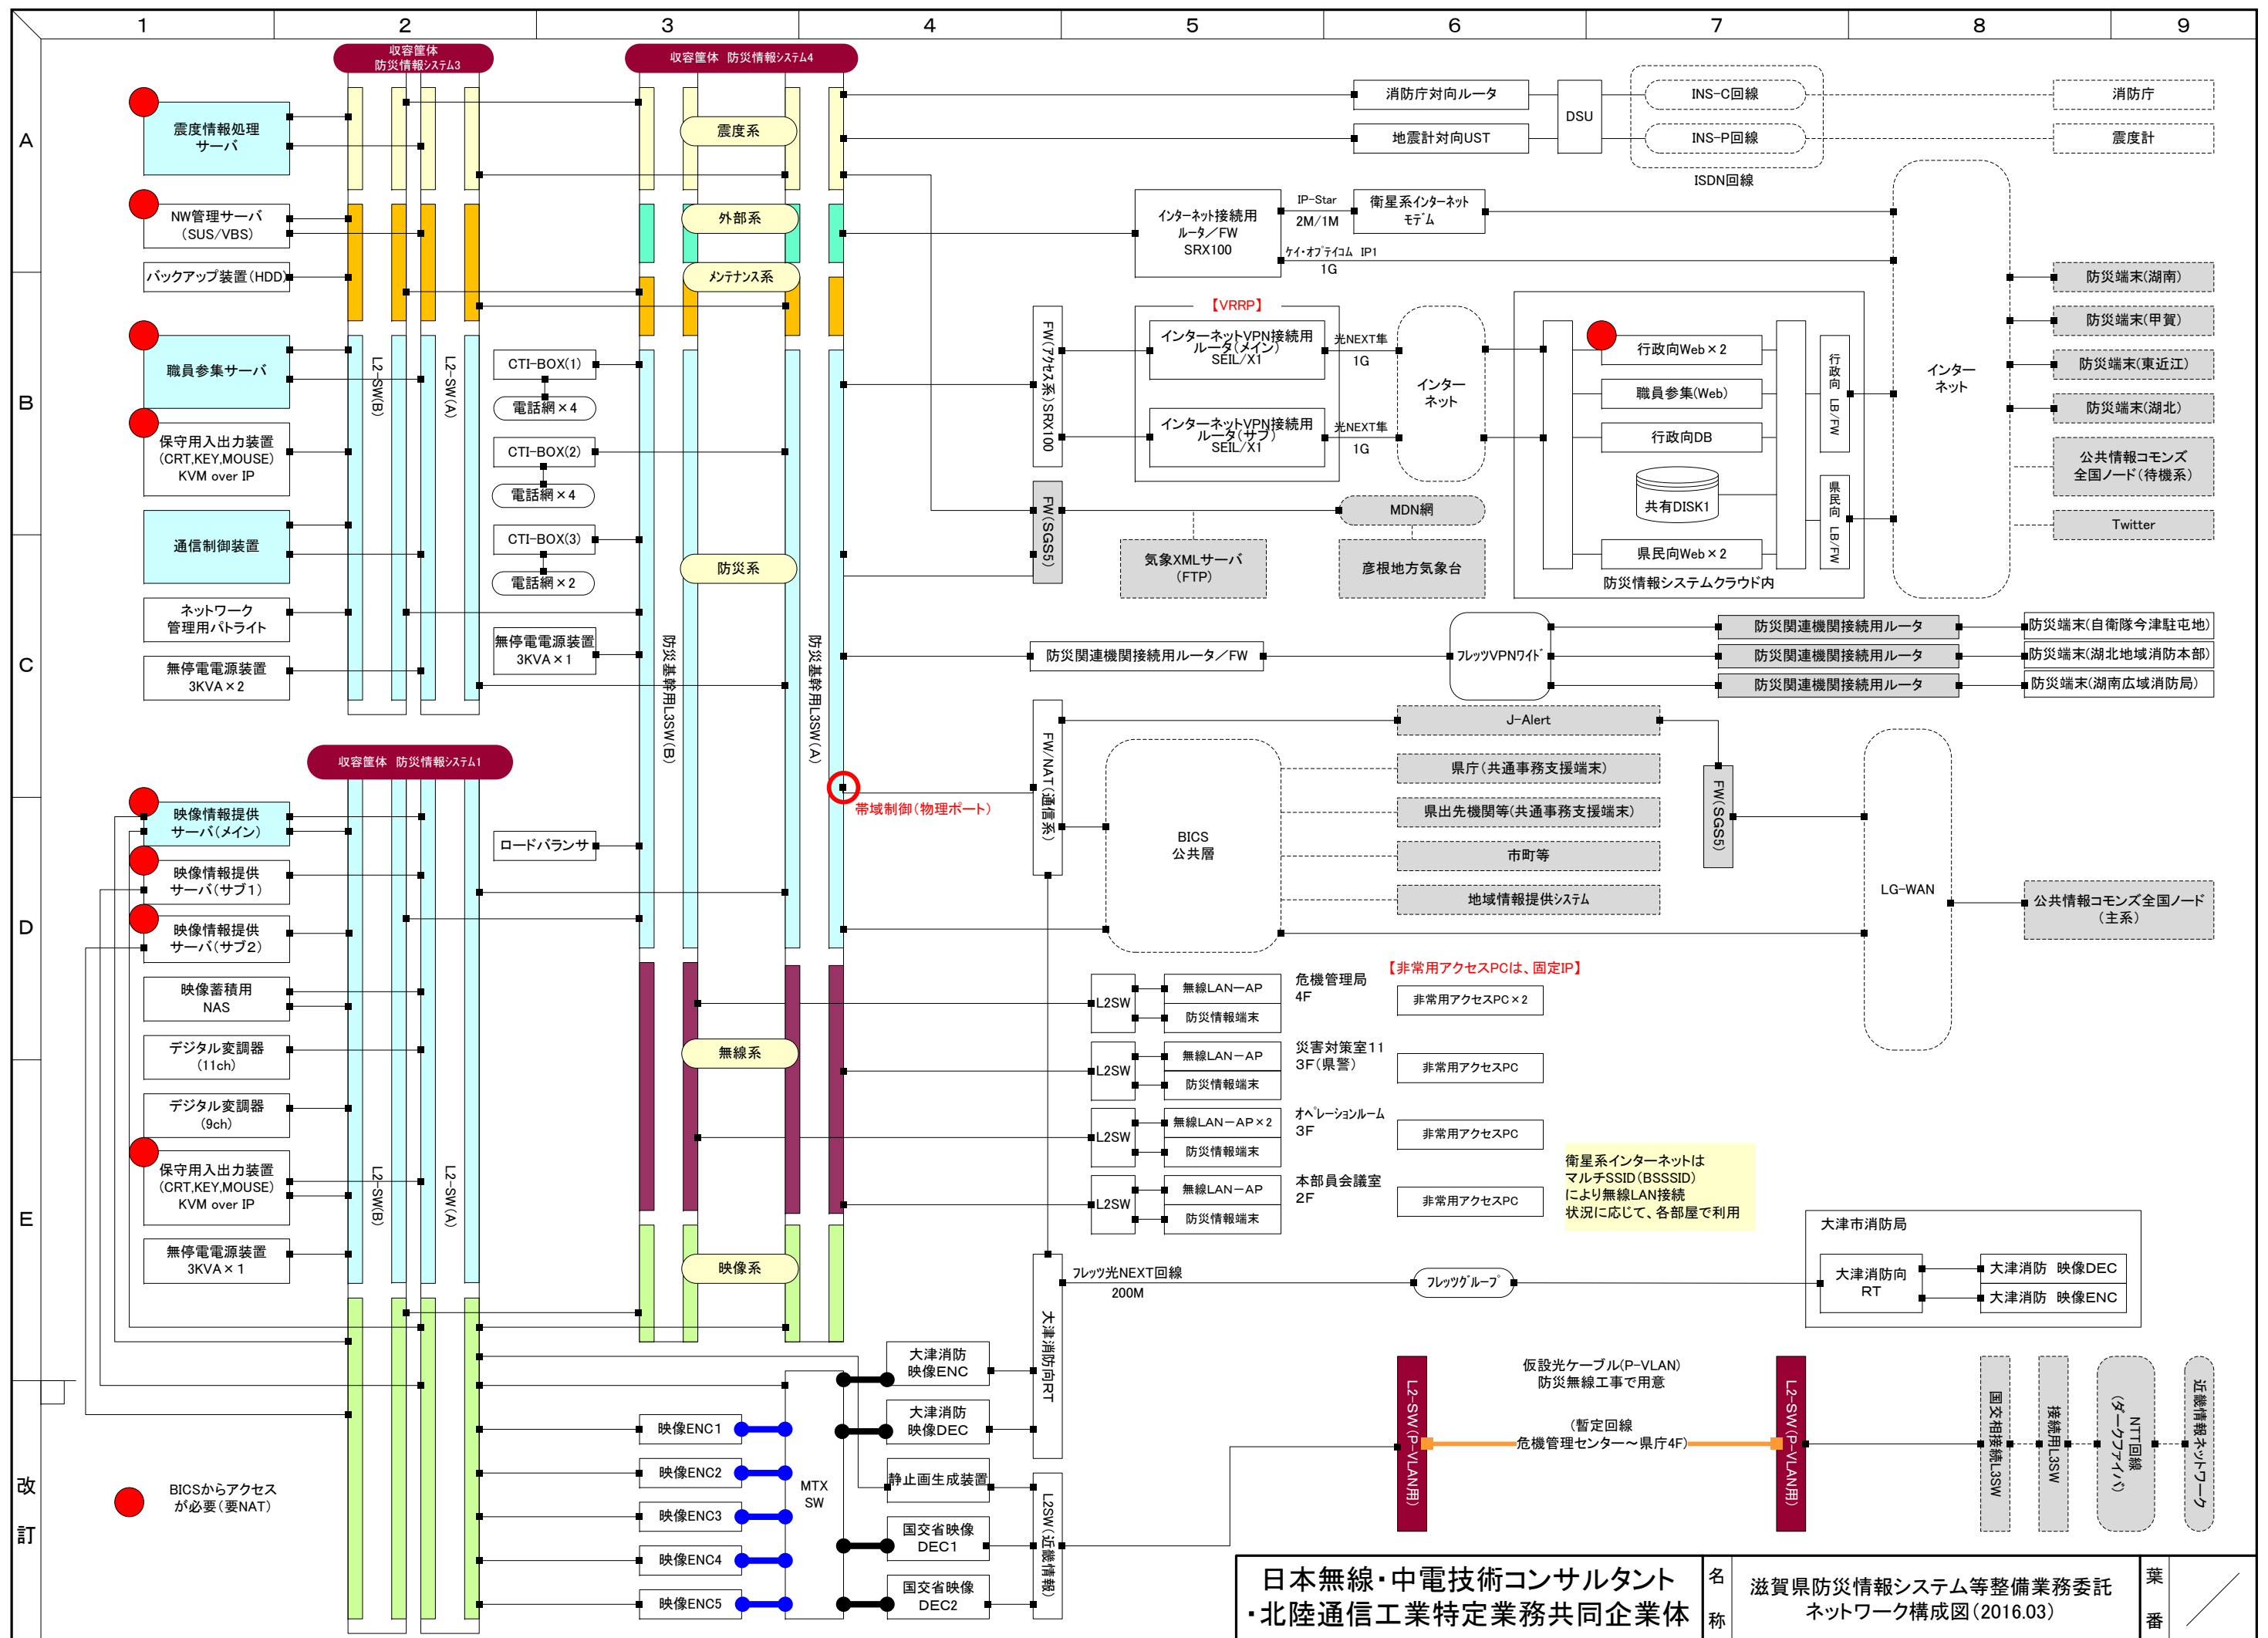 1 2 3 4 5 6 7 8 9
A
B
C
D
E
改
訂
収容筐体
防災情報システム3
収容筐体 防災情報システム4
収容筐体 防災情報システム1
震度情報処理
サーバ
NW管理サーバ
(SUS/VBS)
バックアップ装置(HDD)
職員参集サーバ
保守用入出力装置
(CRT,KEY,MOUSE)
KVM over IP
通信制御装置
ネットワーク
管理用パトライト
無停電電源装置
3KVA×2
L2-SW(B)
L2-SW(A)
映像情報提供
サーバ(メイン)
映像情報提供
サーバ(サブ1)
映像情報提供
サーバ(サブ2)
映像蓄積用
NAS
デジタル変調器
(11ch)
デジタル変調器
(9ch)
保守用入出力装置
(CRT,KEY,MOUSE)
KVM over IP
無停電電源装置
3KVA×1
L2-SW(B)
L2-SW(A)
BICSからアクセス
が必要(要NAT)
CTI-BOX(1)
電話網×4
CTI-BOX(2)
電話網×4
CTI-BOX(3)
電話網×2
無停電電源装置
3KVA×1
ロードバランサ
震度系
外部系
メンテナンス系
防災系
無線系
映像系
防災基幹用L3SW(B)
防災基幹用L3SW(A)
帯域制御(物理ポート)
映像ENC1
映像ENC2
映像ENC3
映像ENC4
映像ENC5
MTX
SW
大津消防
映像ENC
大津消防
映像DEC
静止画生成装置
国交省映像
DEC1
国交省映像
DEC2
大津消防向RT
L2SW(近畿情報)
消防庁対向ルータ
地震計対向UST
DSU
INS-C回線
INS-P回線
ISDN回線
消防庁
震度計
インターネット接続用
ルータ/FW
SRX100
IP-Star
2M/1M
衛星系インターネット
モデム
ケイ・オプテイコム IP1
1G
FW(アクセス系)SRX100
【VRRP】
インターネットVPN接続用
ルータ(メイン)
SEIL/X1
インターネットVPN接続用
ルータ(サブ)
SEIL/X1
光NEXT隼
1G
光NEXT隼
1G
インター
ネット
行政向Web×2
職員参集(Web)
行政向DB
共有DISK1
県民向Web×2
防災情報システムクラウド内
行政向 LB/FW
県民向 LB/FW
インター
ネット
防災端末(湖南)
防災端末(甲賀)
防災端末(東近江)
防災端末(湖北)
公共情報コモンズ
全国ノード(待機系)
Twitter
FW(SGS5)
MDN網
気象XMLサーバ
(FTP)
彦根地方気象台
防災関連機関接続用ルータ/FW
フレッツVPNワイド
防災関連機関接続用ルータ
防災関連機関接続用ルータ
防災関連機関接続用ルータ
防災端末(自衛隊今津駐屯地)
防災端末(湖北地域消防本部)
防災端末(湖南広域消防局)
FW/NAT(通信系)
BICS
公共層
J-Alert
県庁(共通事務支援端末)
県出先機関等(共通事務支援端末)
市町等
地域情報提供システム
FW(SGS5)
LG-WAN
公共情報コモンズ全国ノード
(主系)
【非常用アクセスPCは、固定IP】
L2SW
無線LAN-AP
防災情報端末
危機管理局
4F
非常用アクセスPC×2
L2SW
無線LAN-AP
防災情報端末
災害対策室11
3F(県警)
非常用アクセスPC
L2SW
無線LAN-AP×2
防災情報端末
オペレーションルーム
3F
非常用アクセスPC
L2SW
無線LAN-AP
防災情報端末
本部員会議室
2F
非常用アクセスPC
衛星系インターネットは
マルチSSID(BSSSID)
により無線LAN接続
状況に応じて、各部屋で利用
フレッツ光NEXT回線
200M
フレッツグループ
大津市消防局
大津消防向
RT
大津消防 映像DEC
大津消防 映像ENC
L2-SW(P-VLAN用)
仮設光ケーブル(P-VLAN)
防災無線工事で用意
(暫定回線
危機管理センター～県庁4F)
L2-SW(P-VLAN用)
国交相接続L3SW
接続用L3SW
NTT回線
(ダークファイバ)
近畿情報ネットワーク
日本無線・中電技術コンサルタント
・北陸通信工業特定業務共同企業体
名
称
滋賀県防災情報システム等整備業務委託
ネットワーク構成図(2016.03)
葉
番